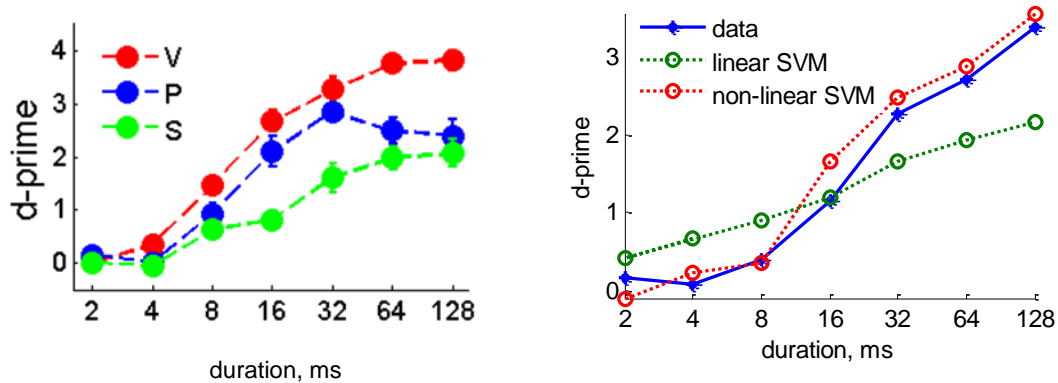 4
3
2
1
0
d-prime
V
P
S
2 4 8 16 32 64 128
duration, ms
3
2
1
0
d-prime
data
linear SVM
non-linear SVM
2 4 8 16 32 64 128
duration, ms